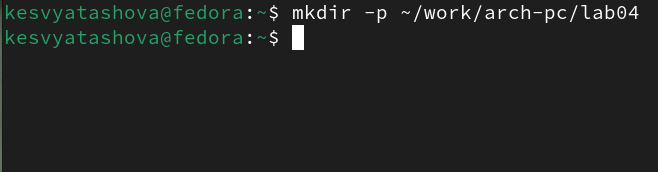 kesvyatashova@fedora:~$ mkdir -p ~/work/arch-pc/lab04
kesvyatashova@fedora:~$